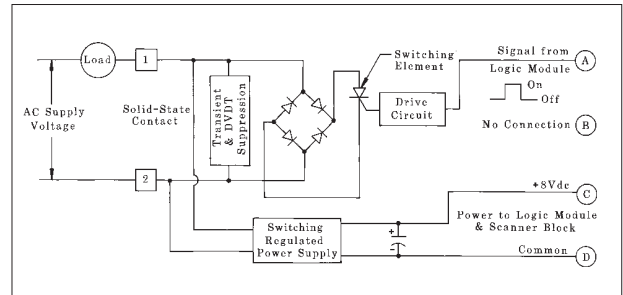 Load
1
Switching
Element
Signal from
Logic Module
A
On
Off
AC Supply
Voltage
Solid-State
Contact
Transient
& DVDT
Suppression
Drive
Circuit
No Connection
B
2
+8Vdc
C
Switching
Regulated
Power Supply
+
-
Power to Logic Module
& Scanner Block
Common
D